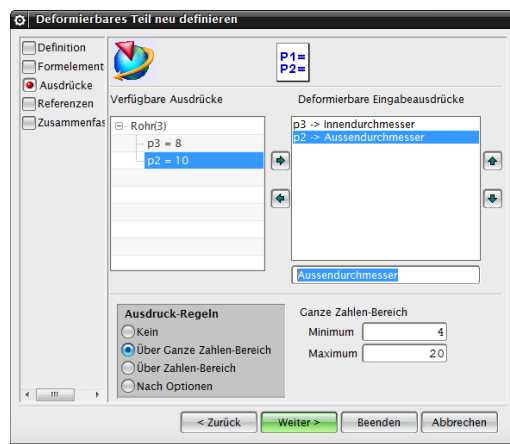 Deformierbares Teil neu definieren
Definition
Formelement
Ausdrücke
Referenzen
Zusammenfas
P1=
P2=
Verfügbare Ausdrücke
Rohr(3)
p3 = 8
p2 = 10
Deformierbare Eingabeausdrücke
p3 -> Innendurchmesser
p2 -> Aussendurchmesser
Aussendurchmesser
Ausdruck-Regeln
Kein
Über Ganze Zahlen-Bereich
Über Zahlen-Bereich
Nach Optionen
Ganze Zahlen-Bereich
Minimum 4
Maximum 20
< Zurück Weiter > Beenden Abbrechen